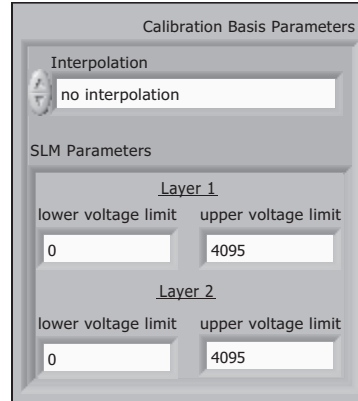 Calibration Basis Parameters
Interpolation
no interpolation
SLM Parameters
Layer 1
lower voltage limit upper voltage limit
0 4095
Layer 2
lower voltage limit upper voltage limit
0 4095